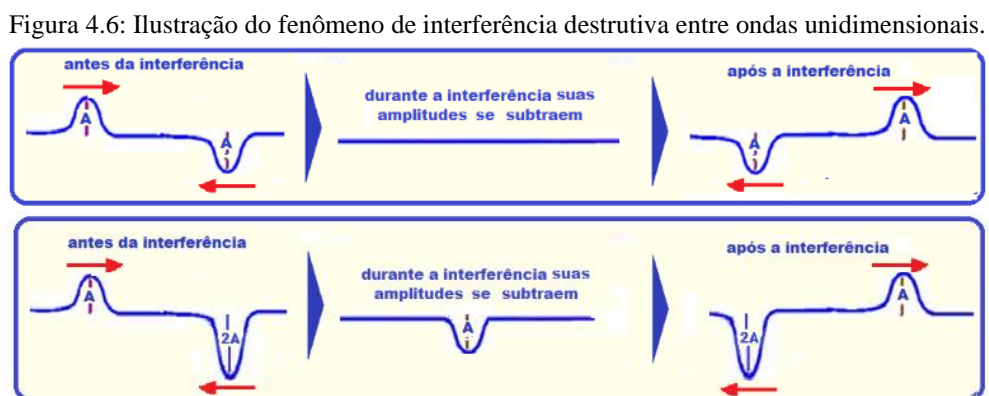 Figura 4.6: Ilustração do fenômeno de interferência destrutiva entre ondas unidimensionais.
antes da interferência
A
A
durante a interferência suas
amplitudes se subtraem
após a interferência
A
A
antes da interferência
A
2A
durante a interferência suas
amplitudes se subtraem
A
após a interferência
2A
A